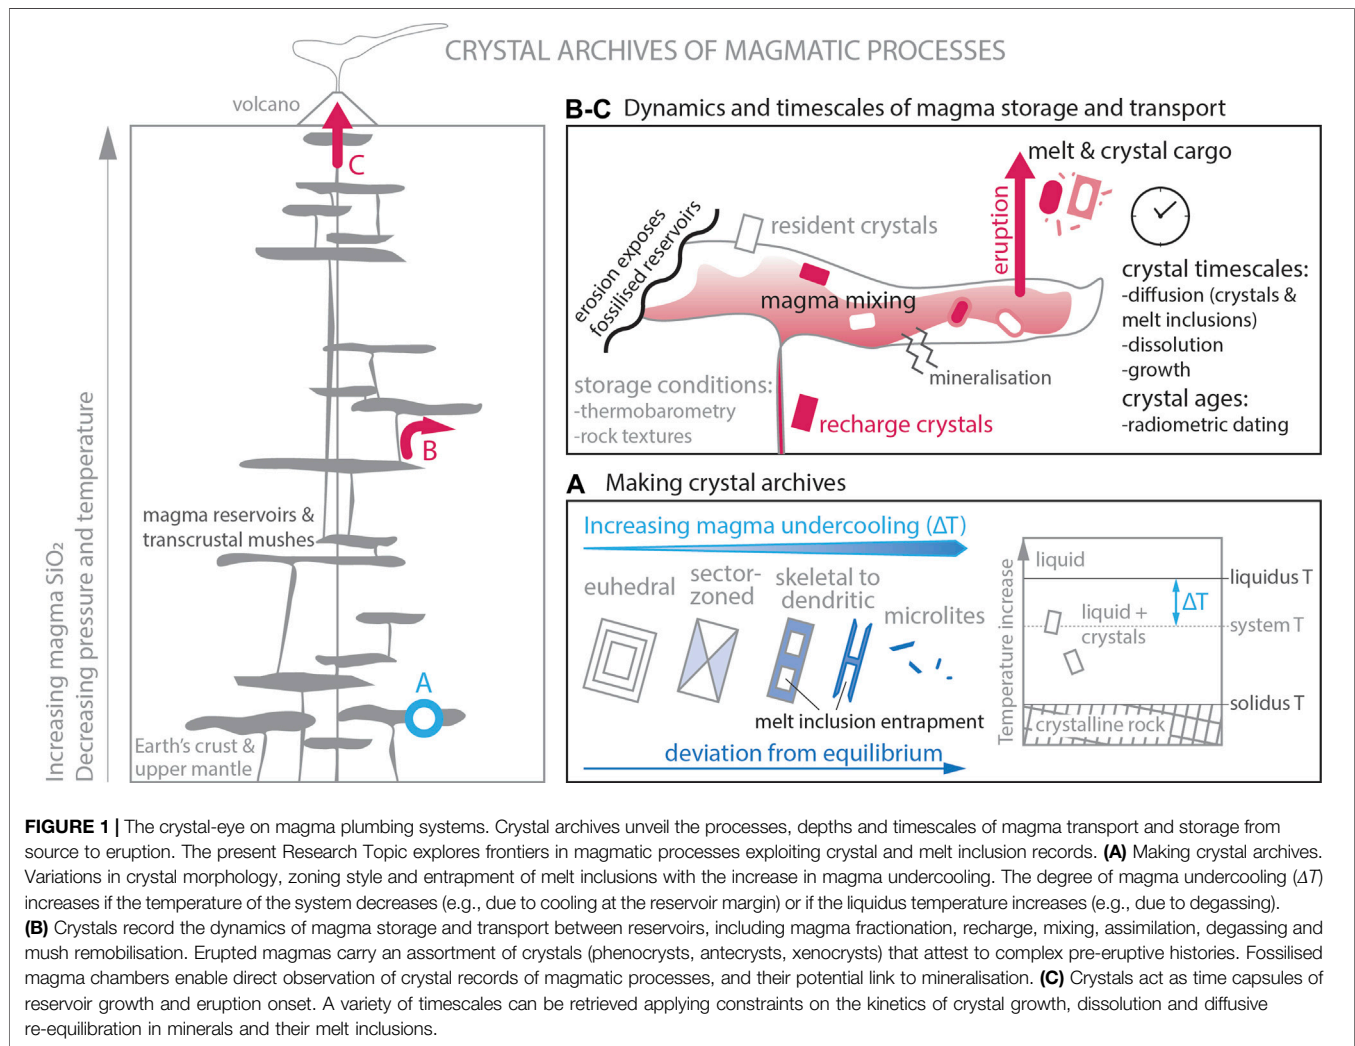 CRYSTAL ARCHIVES OF MAGMATIC PROCESSES
volcano
C
B
magma reservoirs &
transcrustal mushes
A
Earth's crust &
upper mantle
Increasing magma SiO₂
Decreasing pressure and temperature
B-C Dynamics and timescales of magma storage and transport
melt & crystal cargo
eruption
resident crystals
erosion exposes
fossilised reservoirs
magma mixing
mineralisation
storage conditions:
-thermobarometry
-rock textures
recharge crystals
crystal timescales:
-diffusion (crystals &
melt inclusions)
-dissolution
-growth
crystal ages:
-radiometric dating
A Making crystal archives
Increasing magma undercooling (ΔT)
euhedral
sector-
zoned
skeletal to
dendritic
microlites
melt inclusion entrapment
deviation from equilibrium
Temperature increase
liquid
liquidus T
ΔT
liquid +
crystals
system T
solidus T
crystalline rock
FIGURE 1 | The crystal-eye on magma plumbing systems. Crystal archives unveil the processes, depths and timescales of magma transport and storage from
source to eruption. The present Research Topic explores frontiers in magmatic processes exploiting crystal and melt inclusion records. (A) Making crystal archives.
Variations in crystal morphology, zoning style and entrapment of melt inclusions with the increase in magma undercooling. The degree of magma undercooling (ΔT)
increases if the temperature of the system decreases (e.g., due to cooling at the reservoir margin) or if the liquidus temperature increases (e.g., due to degassing).
(B) Crystals record the dynamics of magma storage and transport between reservoirs, including magma fractionation, recharge, mixing, assimilation, degassing and
mush remobilisation. Erupted magmas carry an assortment of crystals (phenocrysts, antecrysts, xenocrysts) that attest to complex pre-eruptive histories. Fossilised
magma chambers enable direct observation of crystal records of magmatic processes, and their potential link to mineralisation. (C) Crystals act as time capsules of
reservoir growth and eruption onset. A variety of timescales can be retrieved applying constraints on the kinetics of crystal growth, dissolution and diffusive
re-equilibration in minerals and their melt inclusions.